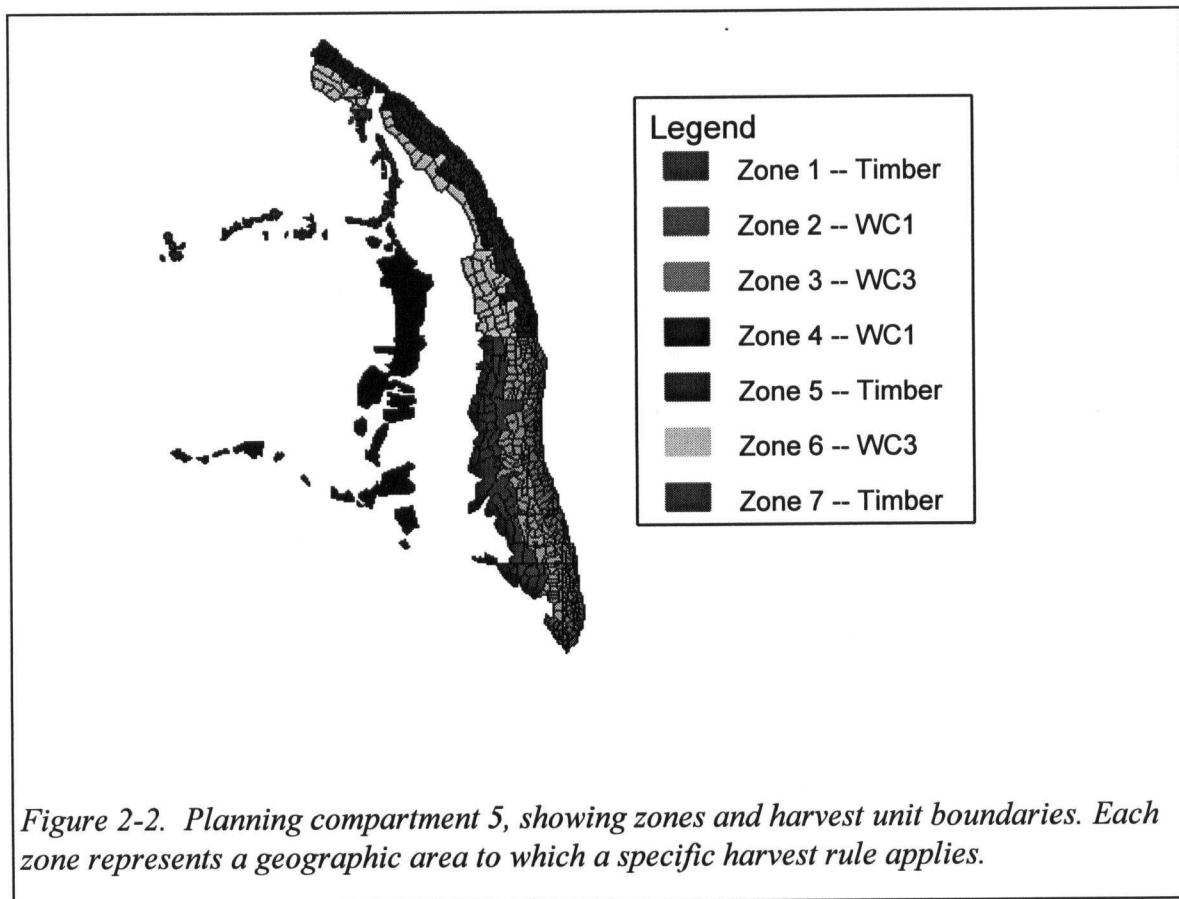 Legend
Zone 1 -- Timber
Zone 2 -- WC1
Zone 3 -- WC3
Zone 4 -- WC1
Zone 5 -- Timber
Zone 6 -- WC3
Zone 7 -- Timber
Figure 2-2. Planning compartment 5, showing zones and harvest unit boundaries. Each
zone represents a geographic area to which a specific harvest rule applies.